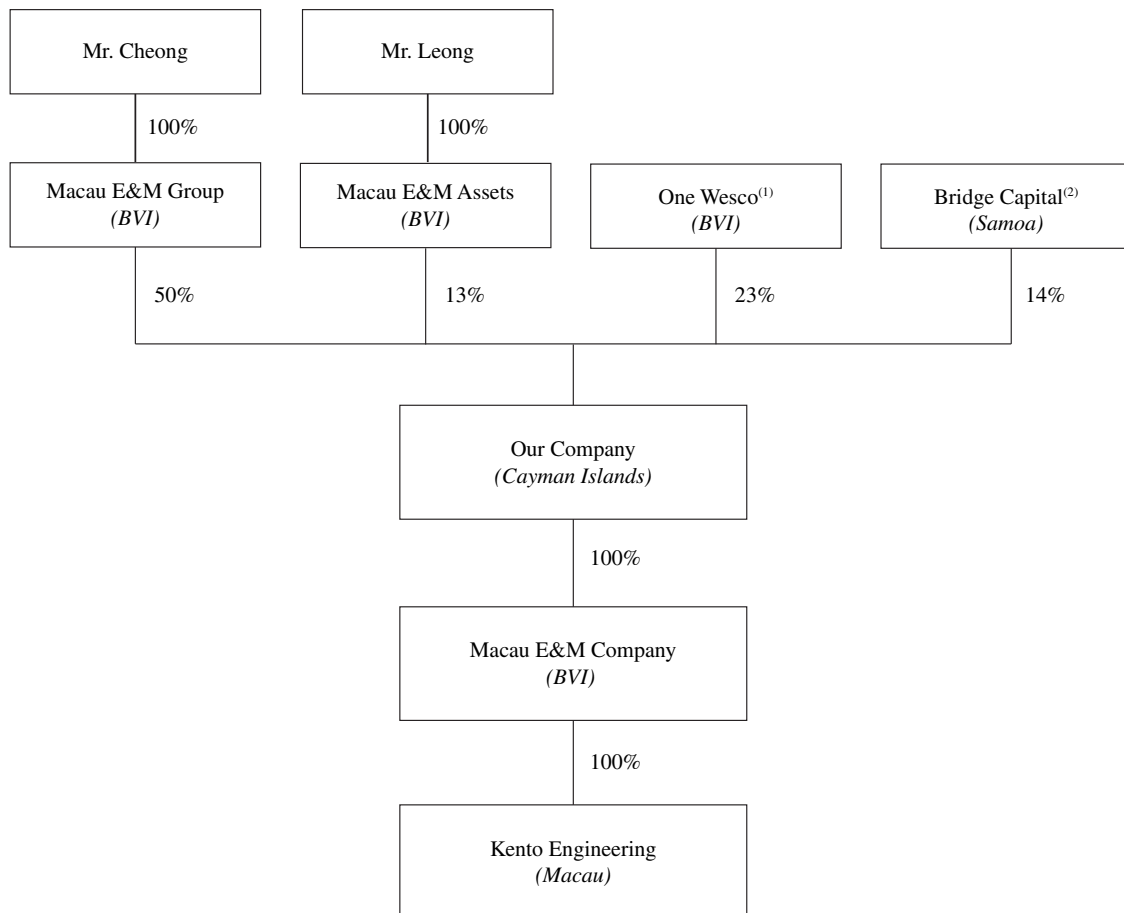 Mr. Cheong
Mr. Leong
100%
100%
Macau E&M Group
(BVI)
Macau E&M Assets
(BVI)
One Wesco(1)
(BVI)
Bridge Capital(2)
(Samoa)
50%
13%
23%
14%
Our Company
(Cayman Islands)
100%
Macau E&M Company
(BVI)
100%
Kento Engineering
(Macau)